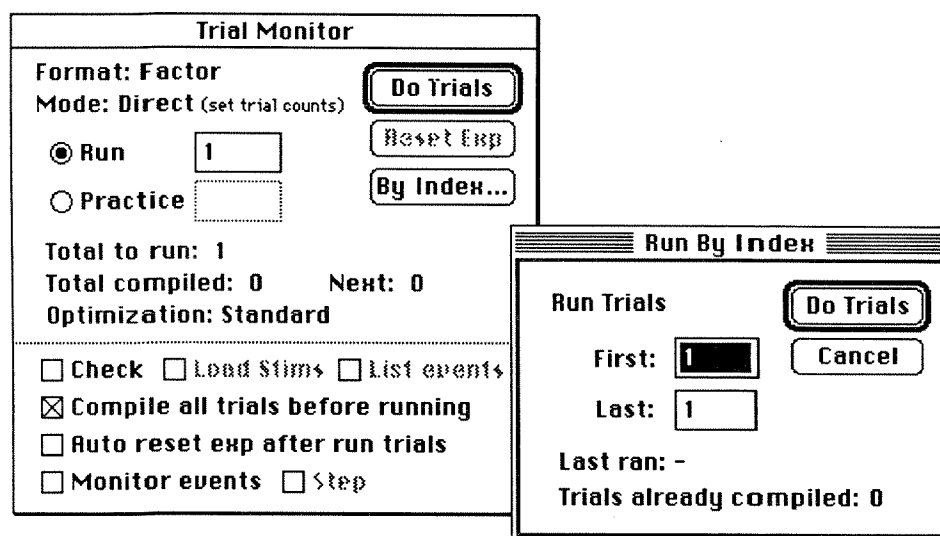 Trial Monitor
Format: Factor
Mode: Direct (set trial counts)
Do Trials
Reset Exp
By Index...
Run 1
Practice
Total to run: 1
Total compiled: 0 Next: 0
Optimization: Standard
Check Load Stims List events
Compile all trials before running
Auto reset exp after run trials
Monitor events Step
Run By Index
Run Trials
Do Trials
Cancel
First: 1
Last: 1
Last ran: -
Trials already compiled: 0